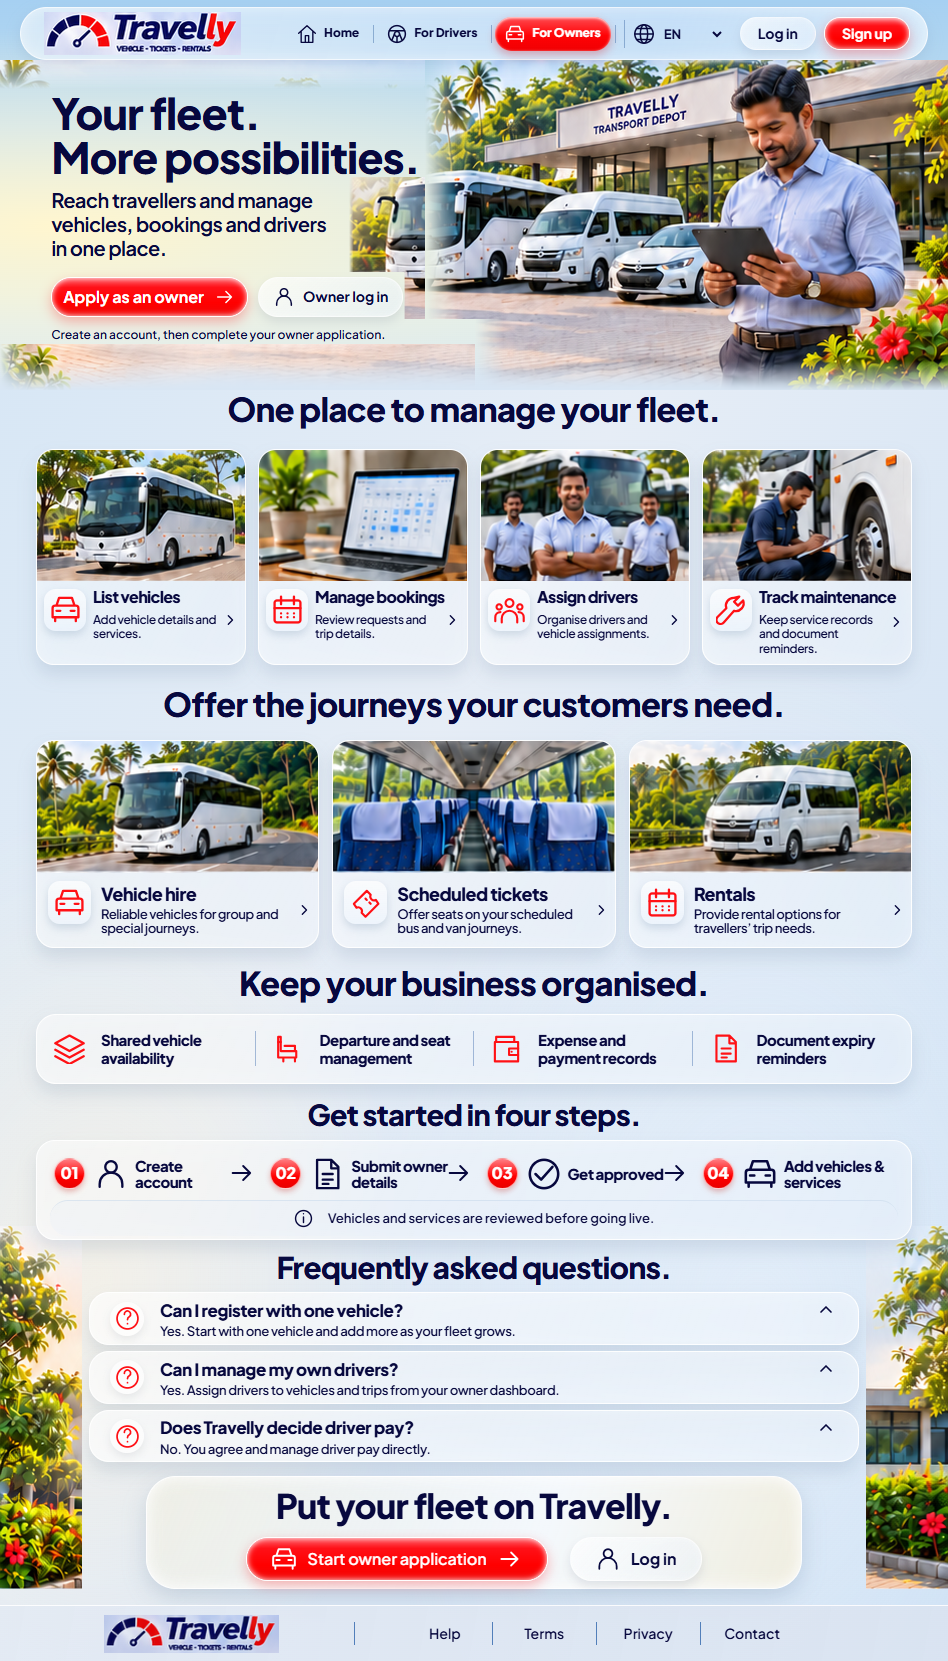 Travelly
VEHICLE - TICKETS - RENTALS
Home
For Drivers
For Owners
EN
Log in
Sign up
Your fleet.
More possibilities.
Reach travellers and manage
vehicles, bookings and drivers
in one place.
Apply as an owner
Owner log in
Create an account, then complete your owner application.
TRAVELLY
TRANSPORT DEPOT
One place to manage your fleet.
List vehicles
Add vehicle details and
services.
Manage bookings
Review requests and
trip details.
Assign drivers
Organise drivers and
vehicle assignments.
Track maintenance
Keep service records
and document
reminders.
Offer the journeys your customers need.
Vehicle hire
Reliable vehicles for group and
special journeys.
Scheduled tickets
Offer seats on your scheduled
bus and van journeys.
Rentals
Provide rental options for
travellers' trip needs.
Keep your business organised.
Shared vehicle
availability
Departure and seat
management
Expense and
payment records
Document expiry
reminders
Get started in four steps.
01
Create
account
02
Submit owner
details
03
Get approved
04
Add vehicles &
services
Vehicles and services are reviewed before going live.
Frequently asked questions.
Can I register with one vehicle?
Yes. Start with one vehicle and add more as your fleet grows.
Can I manage my own drivers?
Yes. Assign drivers to vehicles and trips from your owner dashboard.
Does Travelly decide driver pay?
No. You agree and manage driver pay directly.
Put your fleet on Travelly.
Start owner application
Log in
Travelly
VEHICLE - TICKETS - RENTALS
Help
Terms
Privacy
Contact